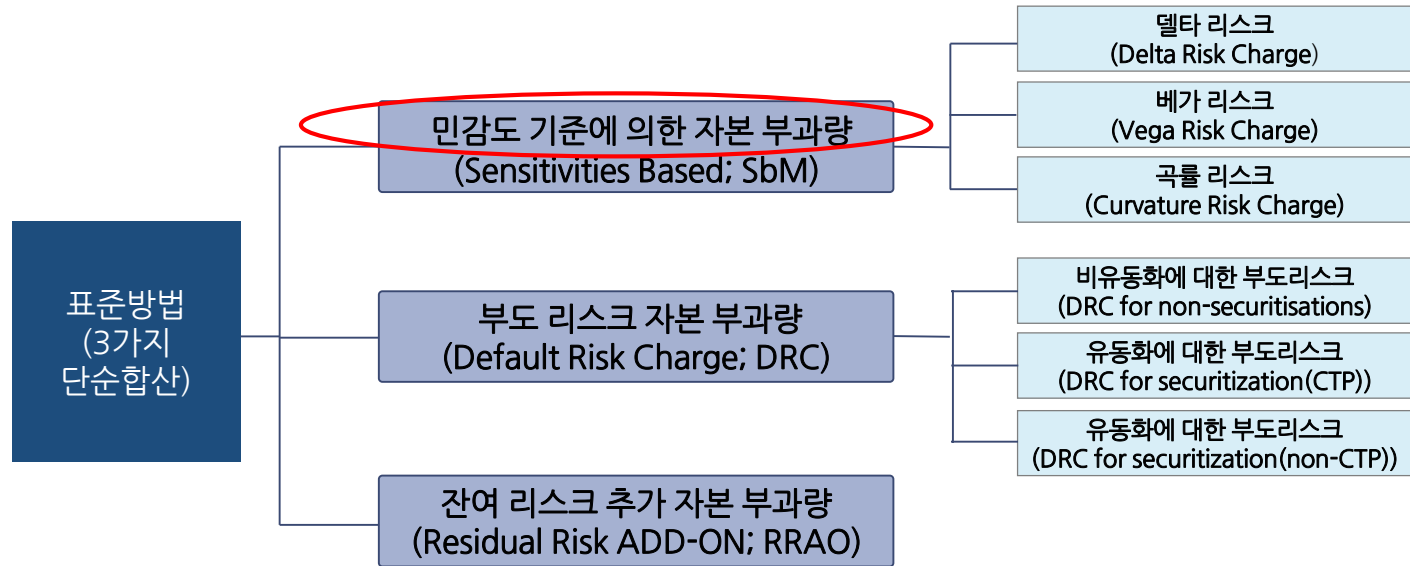 표준방법
(3가지
단순합산)
민감도 기준에 의한 자본 부과량
(Sensitivities Based; SbM)
델타 리스크
(Delta Risk Charge)
베가 리스크
(Vega Risk Charge)
곡률 리스크
(Curvature Risk Charge)
부도 리스크 자본 부과량
(Default Risk Charge; DRC)
비유동화에 대한 부도리스크
(DRC for non-securitisations)
유동화에 대한 부도리스크
(DRC for securitization(CTP))
유동화에 대한 부도리스크
(DRC for securitization(non-CTP))
잔여 리스크 추가 자본 부과량
(Residual Risk ADD-ON; RRAO)